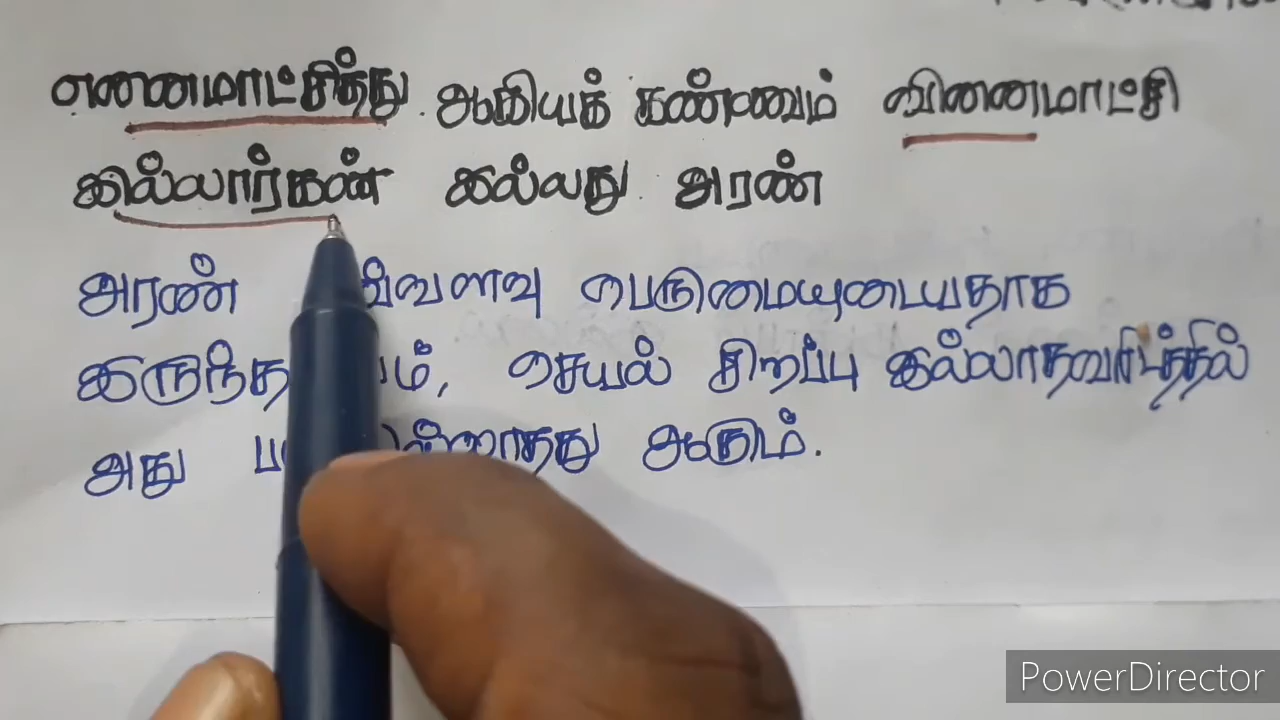 எனைமாட்சித்து ஆகியக் கண்ணும் வினைமாட்சி
இல்லார்கண் இல்லது அரண்
அரண் பெருமையுடையதாக
செயல் சிறப்பு இல்லாதவரிடத்தில்
அது ஆகும்.
PowerDirector